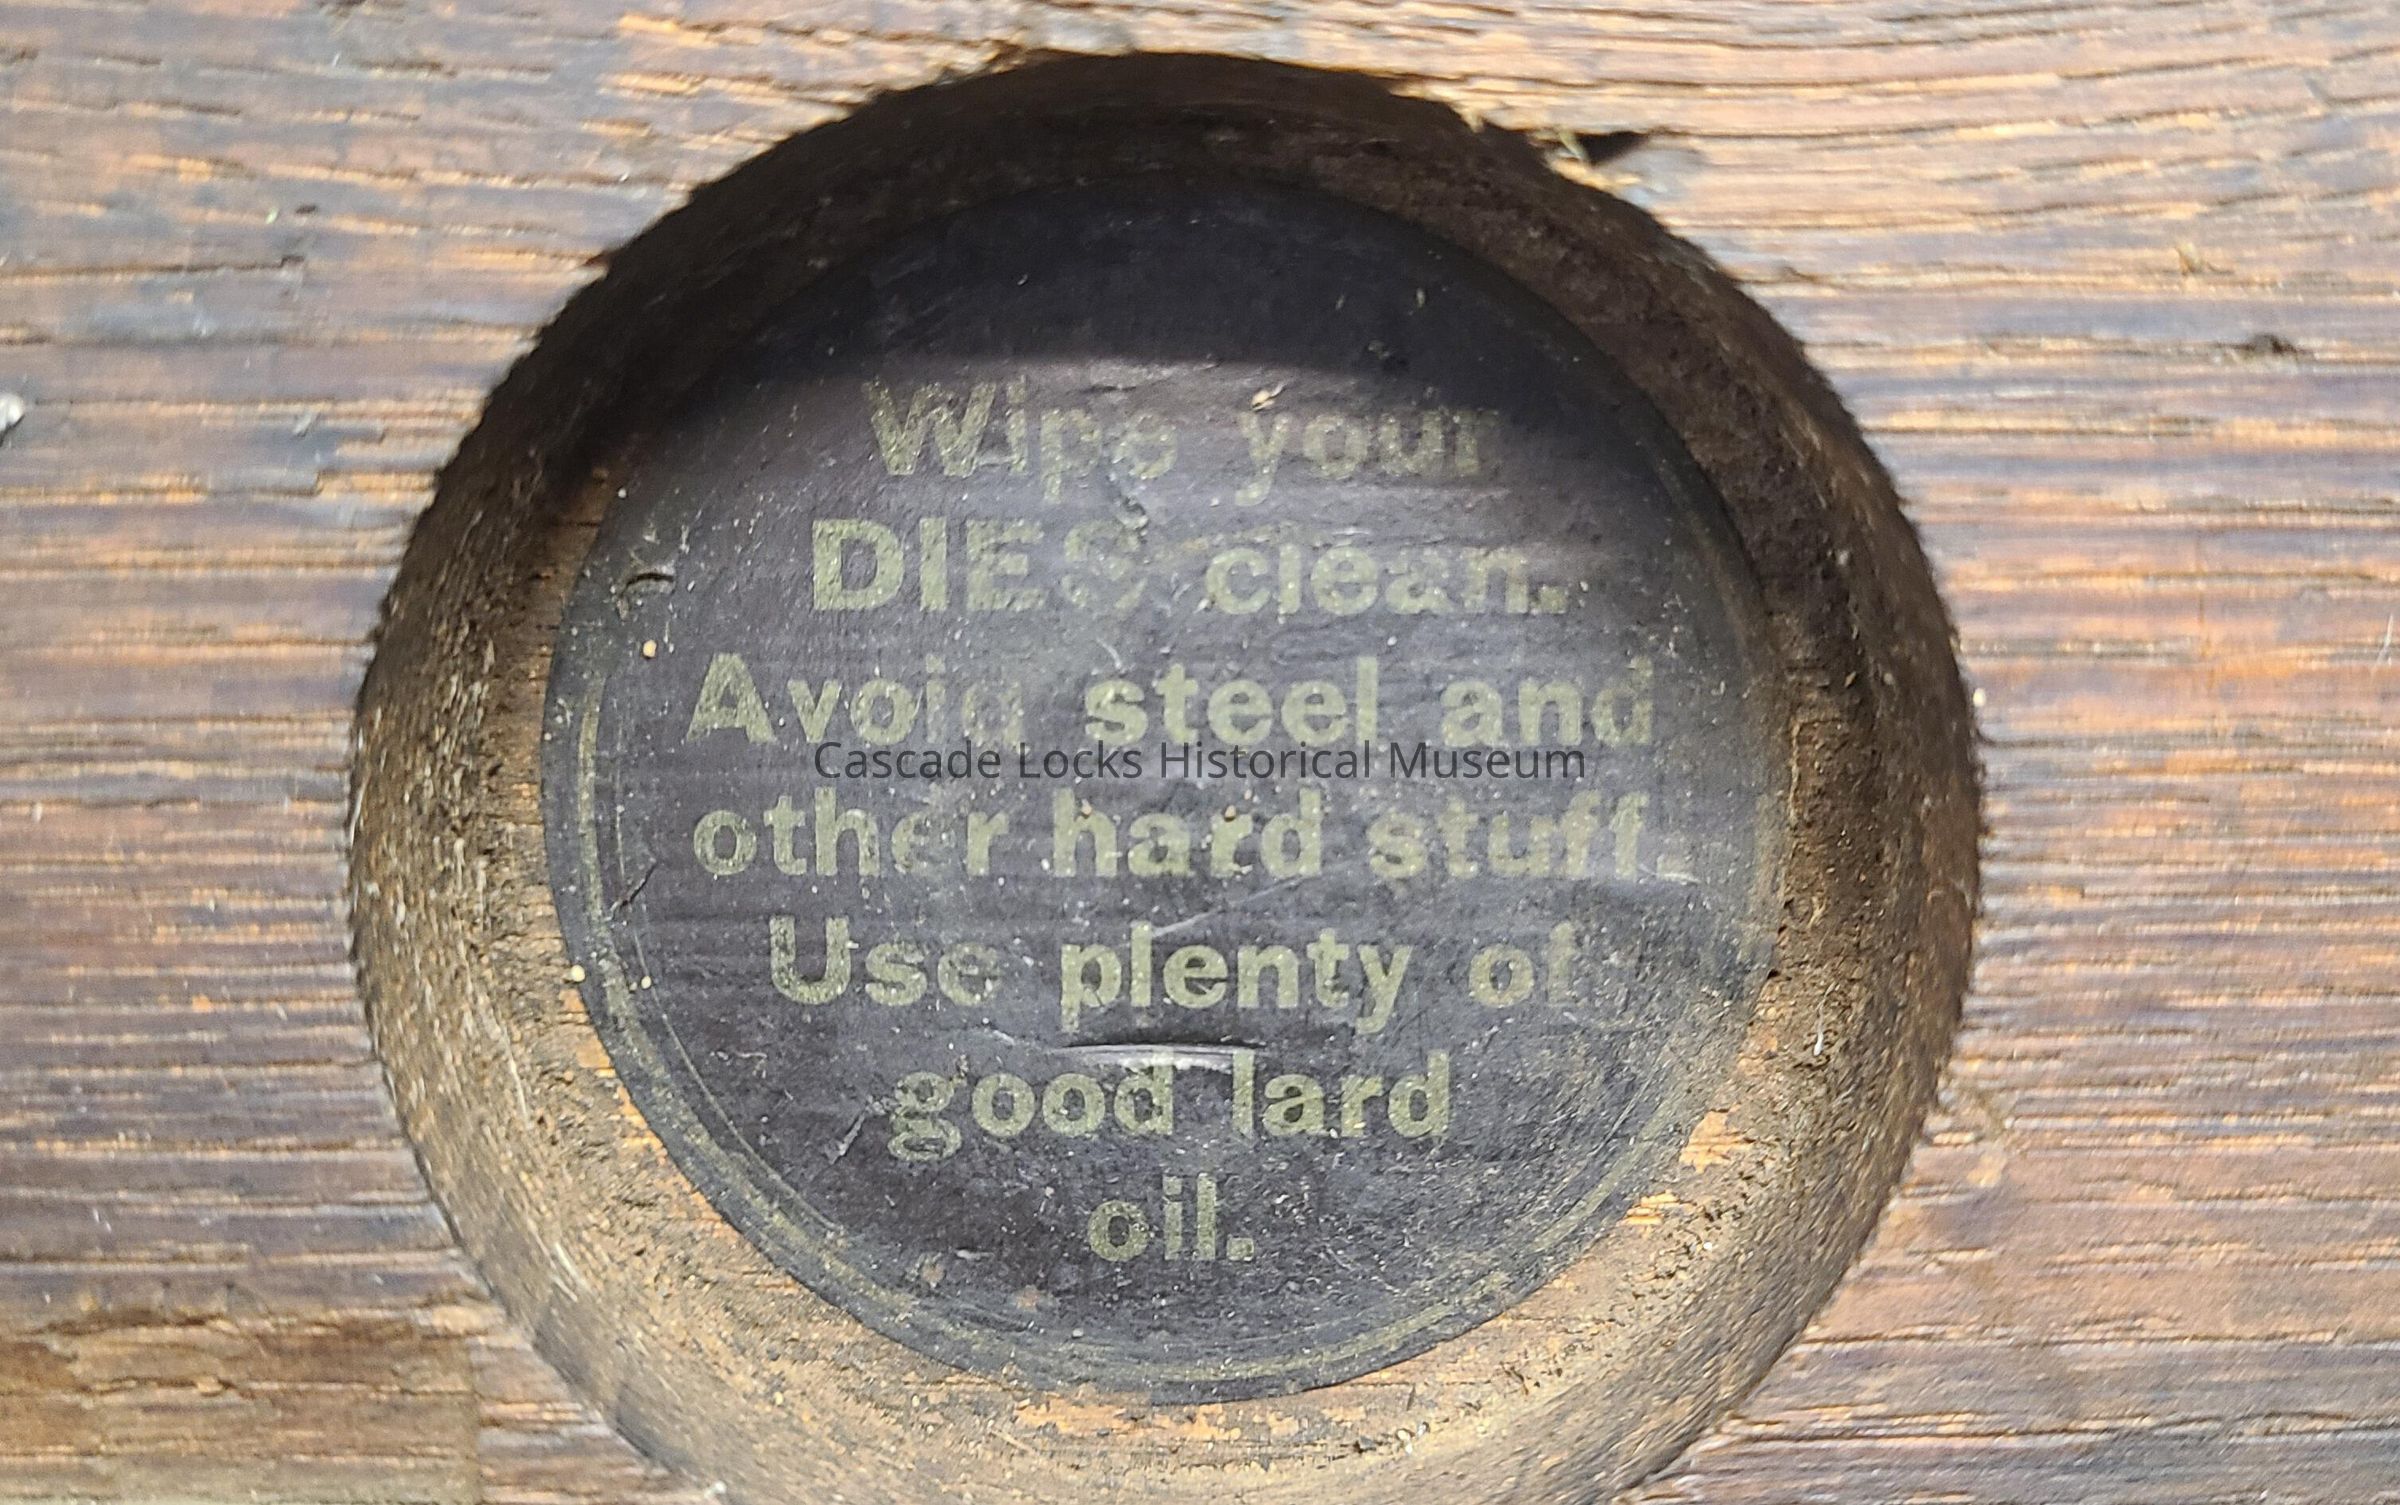 Wipe your
DIES clean.
Avoid steel and
Cascade Locks Historical Museum
other hard stuff.
Use plenty of
good lard
oil.